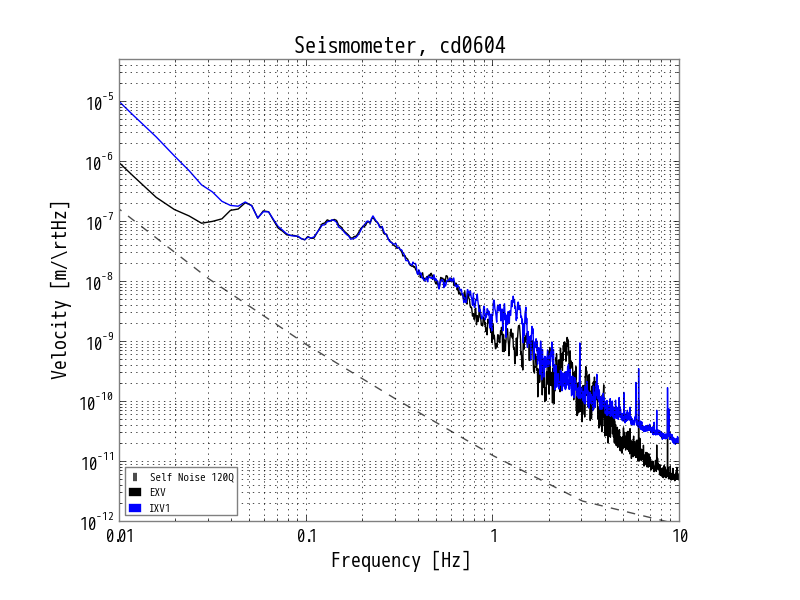 Seismometer, cd0604
Velocity [m/\rtHz]
10^-5
10^-6
10^-7
10^-8
10^-9
10^-10
10^-11
10^-12
Self Noise 120Q
EXV
IXV1
0.01 0.1 1 10
Frequency [Hz]